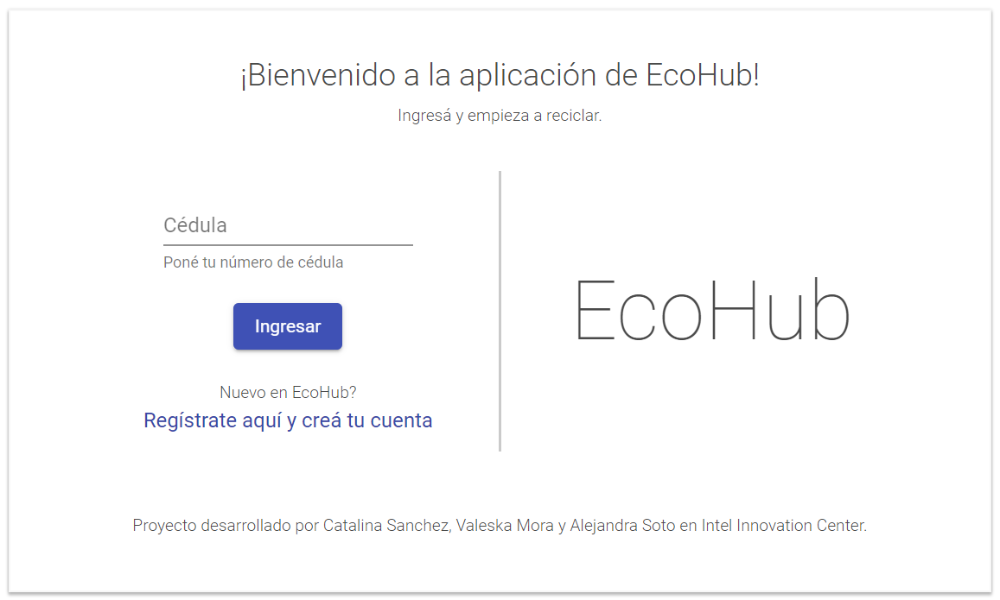 ¡Bienvenido a la aplicación de EcoHub!
Ingresá y empieza a reciclar.
Cédula
Poné tu número de cédula
Ingresar
Nuevo en EcoHub?
Regístrate aquí y creá tu cuenta
EcoHub
Proyecto desarrollado por Catalina Sanchez, Valeska Mora y Alejandra Soto en Intel Innovation Center.